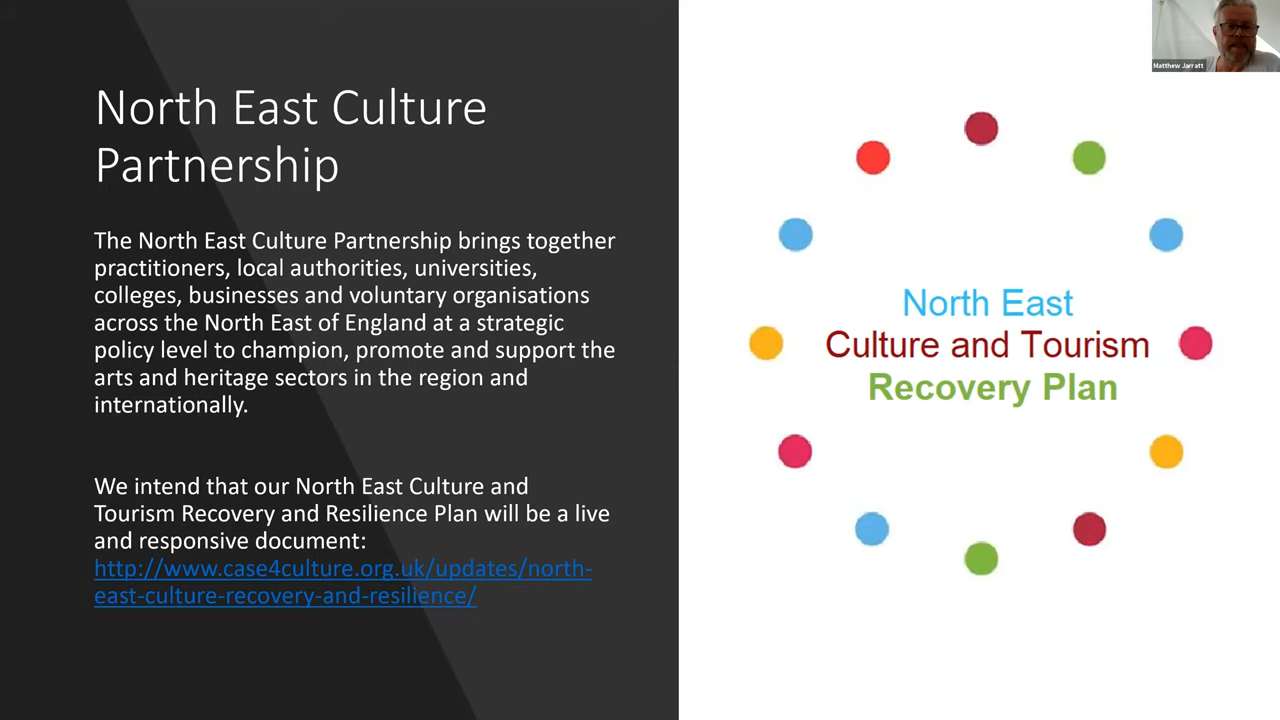 North East Culture
Partnership
The North East Culture Partnership brings together
practitioners, local authorities, universities,
colleges, businesses and voluntary organisations
across the North East of England at a strategic
policy level to champion, promote and support the
arts and heritage sectors in the region and
internationally.
We intend that our North East Culture and
Tourism Recovery and Resilience Plan will be a live
and responsive document:
http://www.case4culture.org.uk/updates/north-
east-culture-recovery-and-resilience/
North East
Culture and Tourism
Recovery Plan
Matthew Jarratt